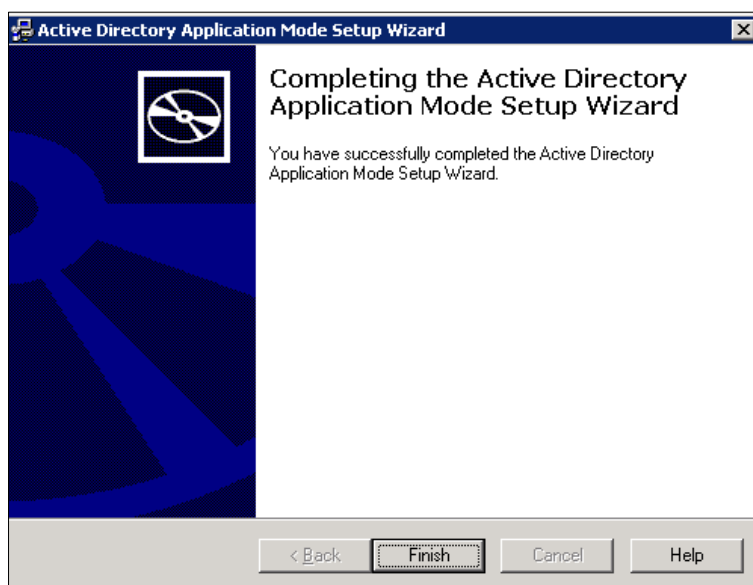 Active Directory Application Mode Setup Wizard
Completing the Active Directory
Application Mode Setup Wizard
You have successfully completed the Active Directory
Application Mode Setup Wizard.
< Back Finish Cancel Help